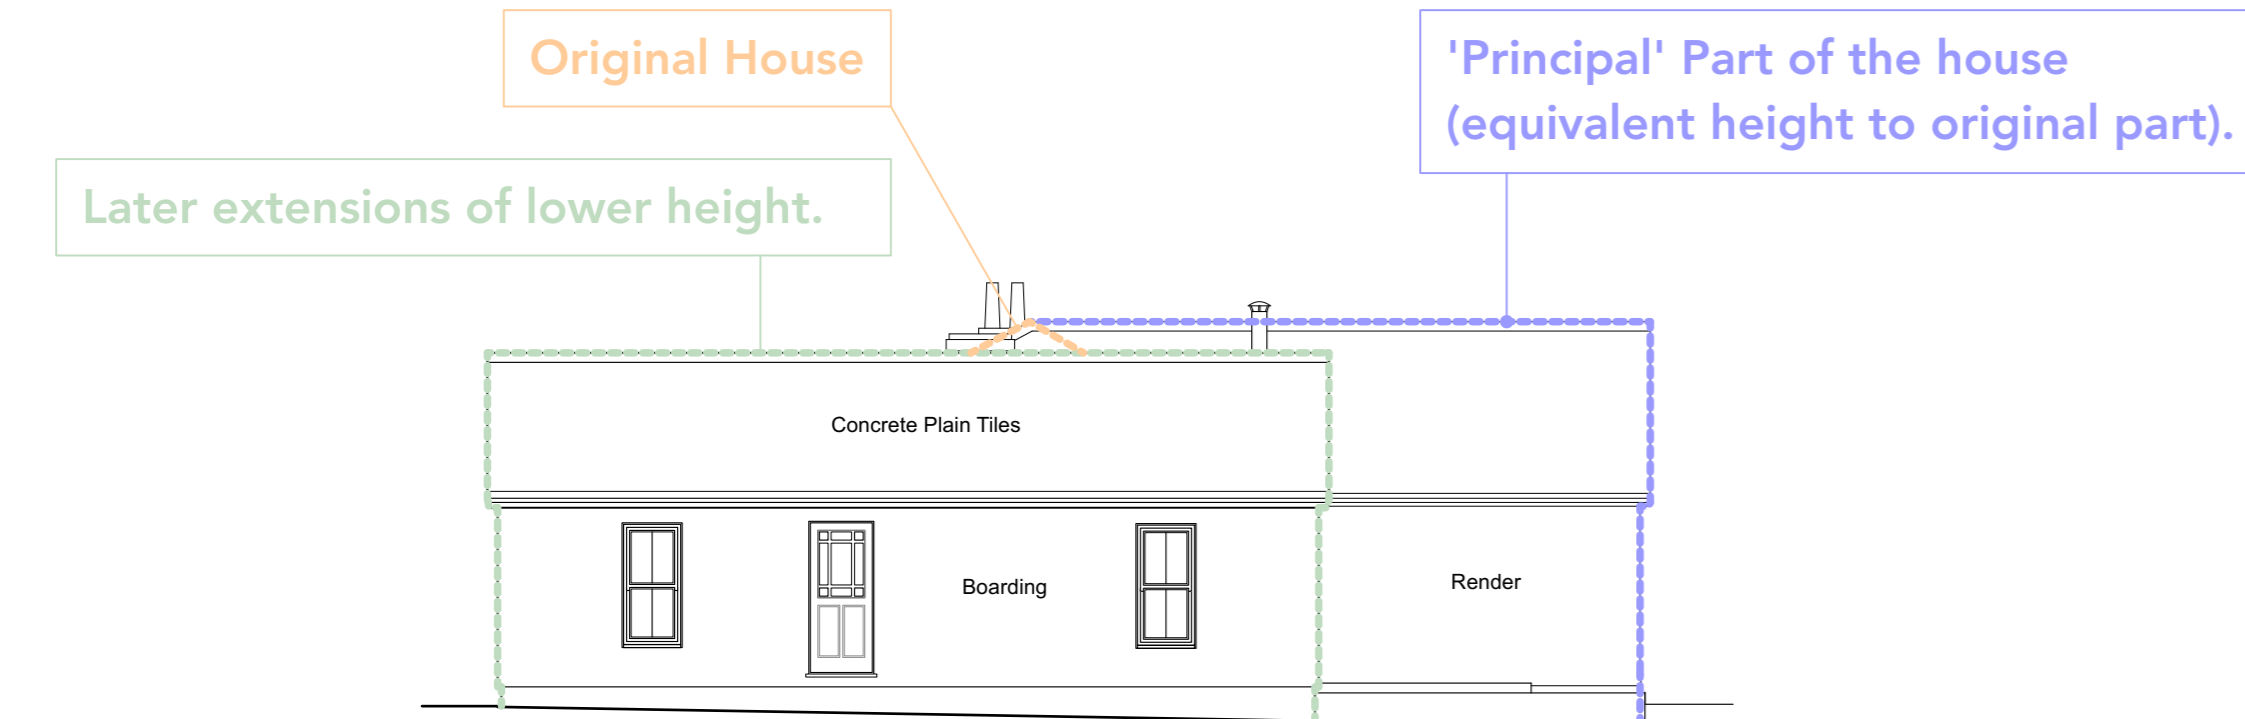 Original House
'Principal' Part of the house
(equivalent height to original part).
Later extensions of lower height.
Concrete Plain Tiles
Boarding
Render